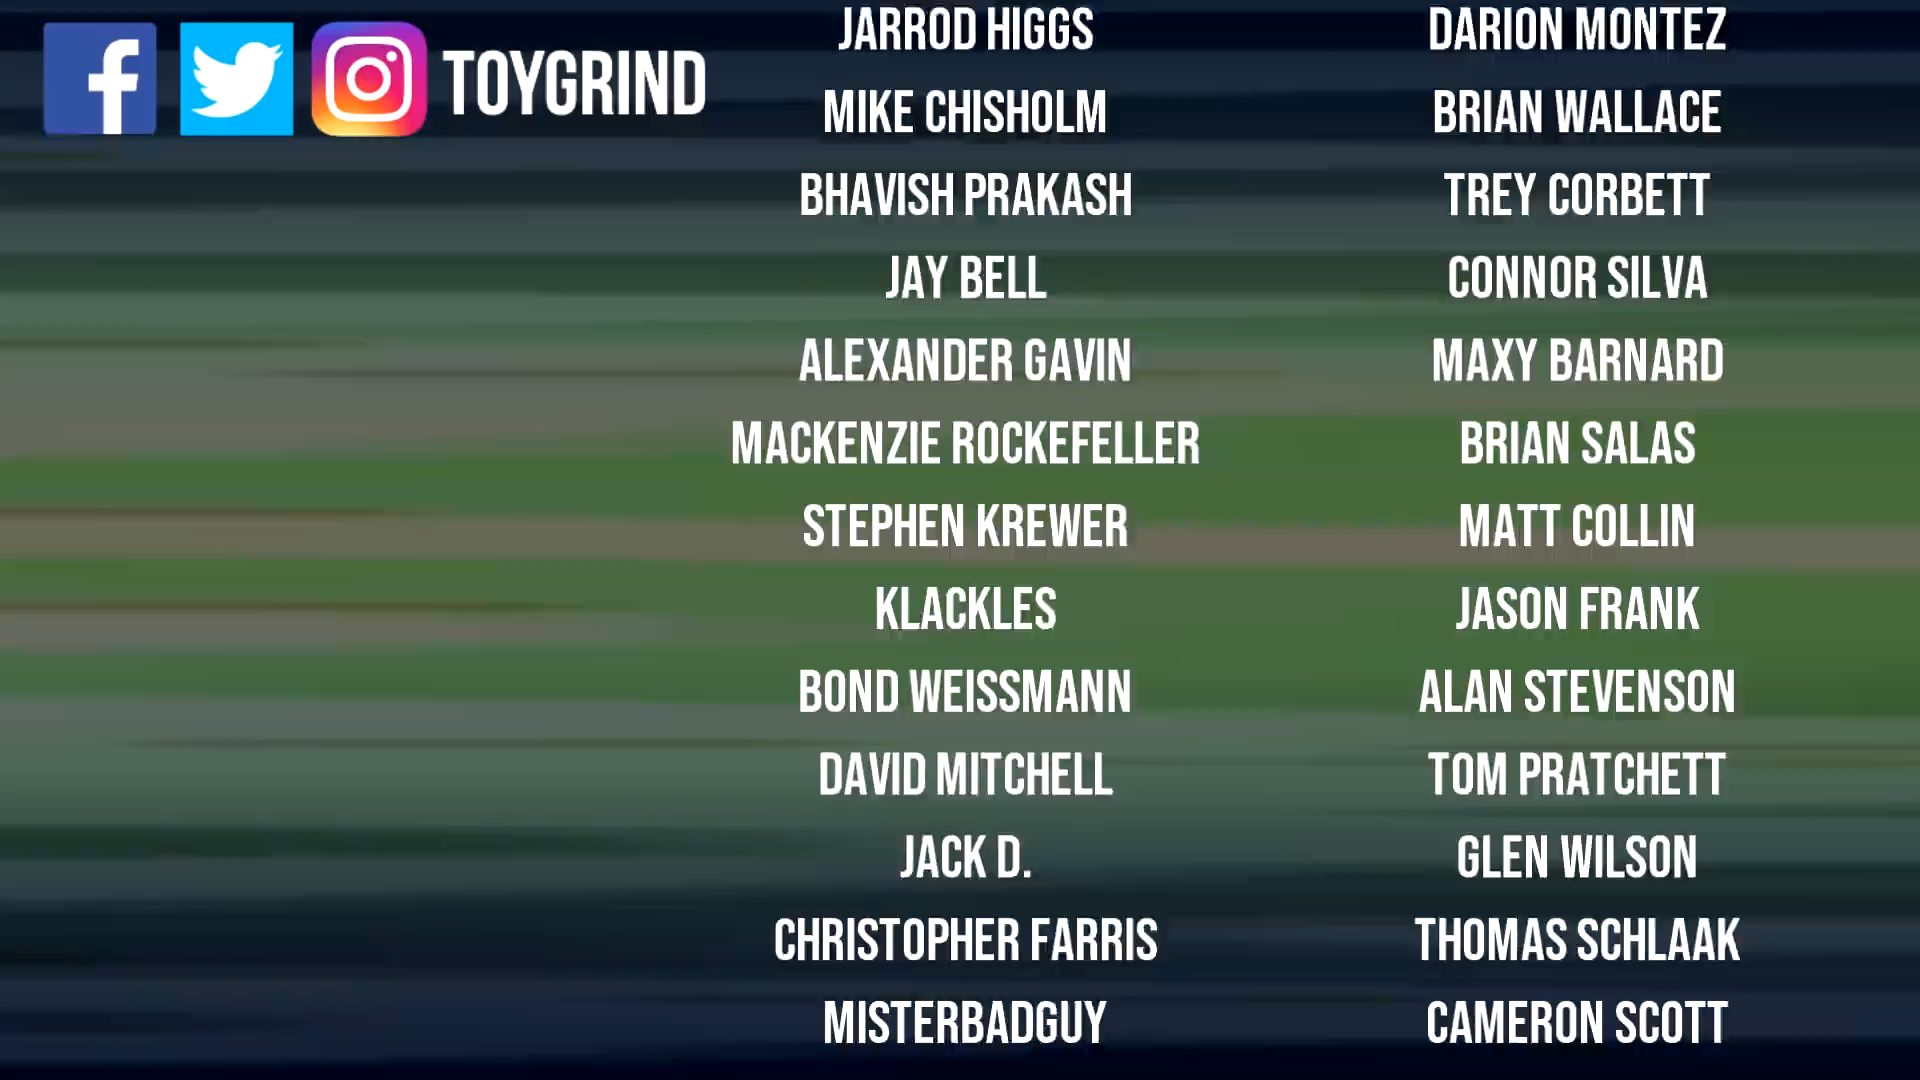 TOYGRIND
JARROD HIGGS
MIKE CHISHOLM
BHAVISH PRAKASH
JAY BELL
ALEXANDER GAVIN
MACKENZIE ROCKEFELLER
STEPHEN KREWER
KLACKLES
BOND WEISSMANN
DAVID MITCHELL
JACK D.
CHRISTOPHER FARRIS
MISTERBADGUY
DARION MONTEZ
BRIAN WALLACE
TREY CORBETT
CONNOR SILVA
MAXY BARNARD
BRIAN SALAS
MATT COLLIN
JASON FRANK
ALAN STEVENSON
TOM PRATCHETT
GLEN WILSON
THOMAS SCHLAAK
CAMERON SCOTT